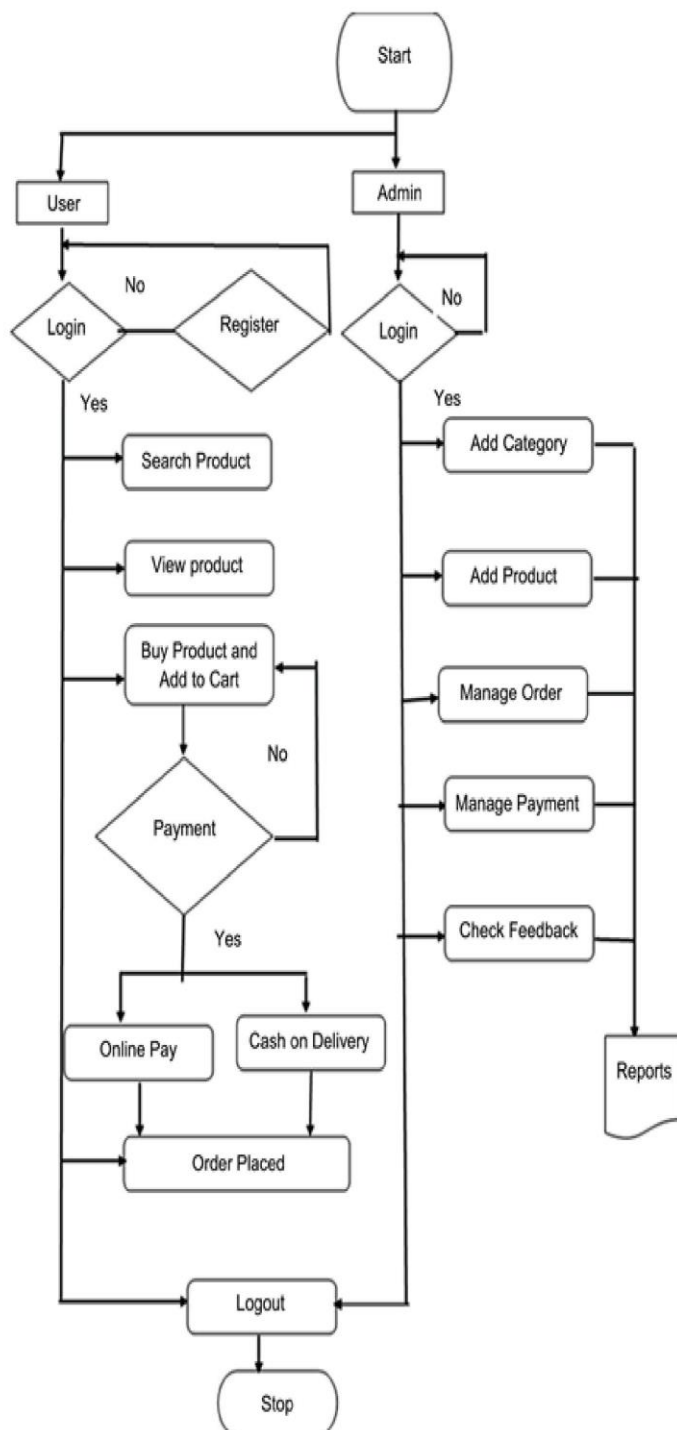 Start
User
Admin
No
Login
Register
No
Login
Yes
Yes
Search Product
View product
Buy Product and
Add to Cart
No
Payment
Yes
Online Pay
Cash on Delivery
Order Placed
Add Category
Add Product
Manage Order
Manage Payment
Check Feedback
Reports
Logout
Stop